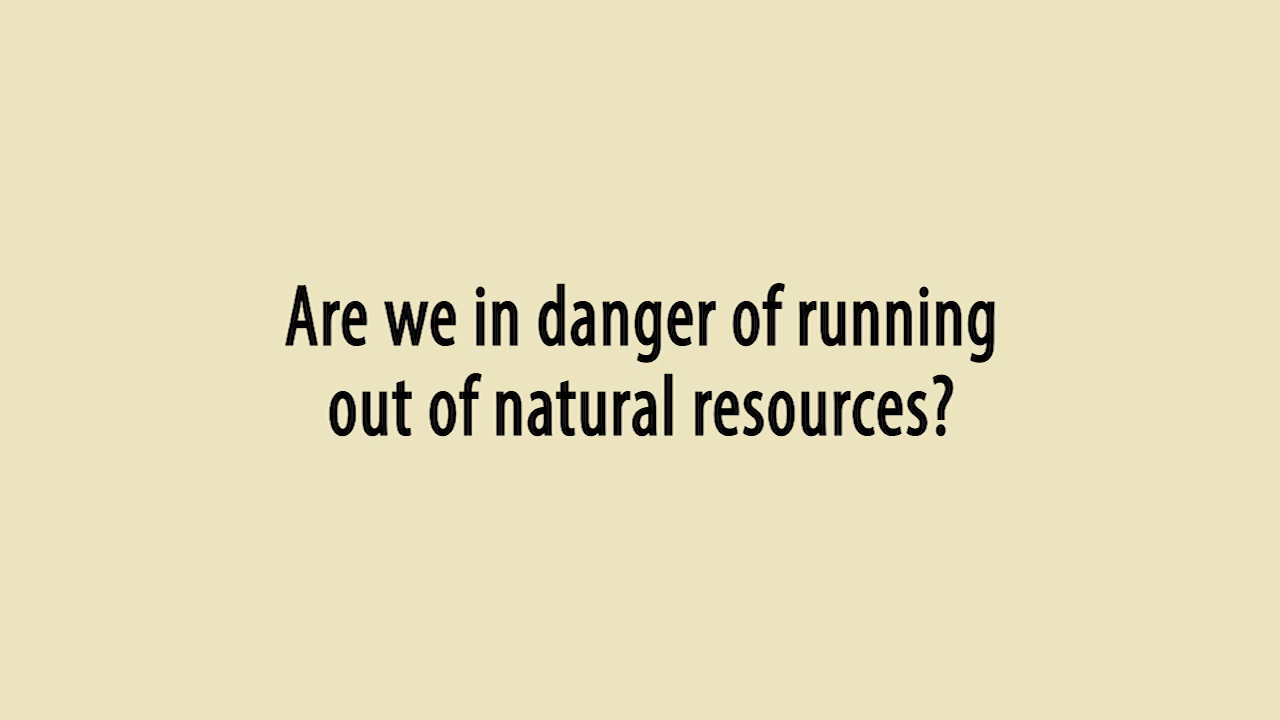 Are we in danger of running
out of natural resources?